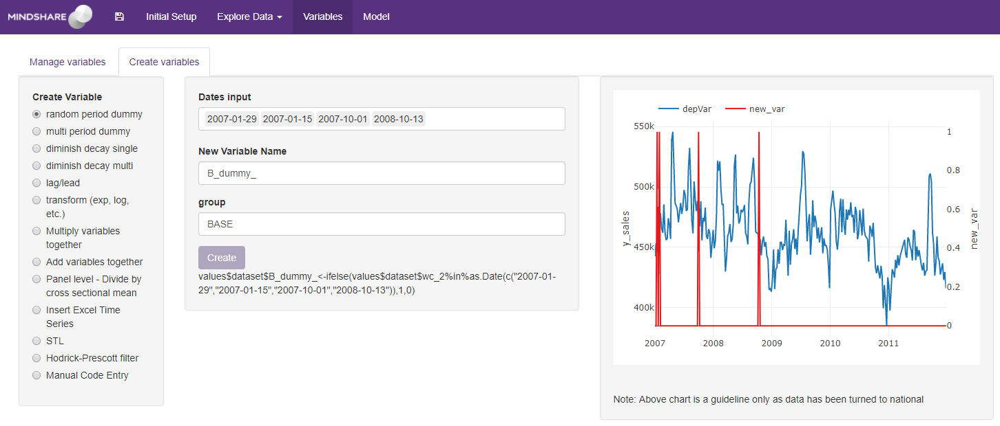 MINDSHARE
Initial Setup
Explore Data
Variables
Model
Manage variables
Create variables
Create Variable
random period dummy
multi period dummy
diminish decay single
diminish decay multi
lag/lead
transform (exp, log,
etc.)
Multiply variables
together
Add variables together
Panel level - Divide by
cross sectional mean
Insert Excel Time
Series
STL
Hodrick-Prescott filter
Manual Code Entry
Dates input
2007-01-29 2007-01-15 2007-10-01 2008-10-13
New Variable Name
B_dummy_
group
BASE
Create
values$dataset$B_dummy_<-ifelse(values$dataset$wc_2%in%as.Date(c("2007-01-
29","2007-01-15","2007-10-01","2008-10-13")),1,0)
depVar
new_var
550k
500k
450k
400k
y_sales
1
0.8
0.6
0.4
0.2
0
new_var
2007
2008
2009
2010
2011
Note: Above chart is a guideline only as data has been turned to national